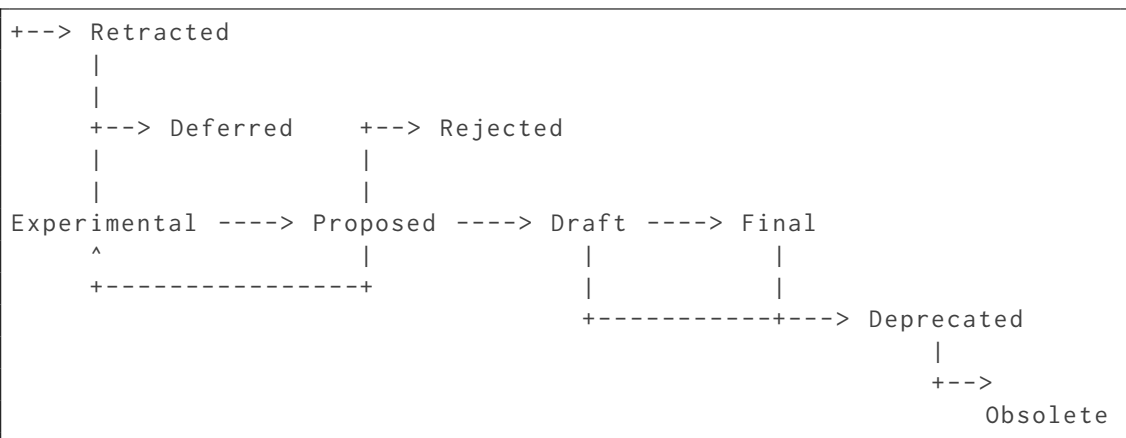 +--> Retracted
|
|
+--> Deferred +--> Rejected
| |
| |
Experimental ----> Proposed ----> Draft ----> Final
^ | | |
+----------------+ | |
+-----------+---> Deprecated
|
+-->
Obsolete